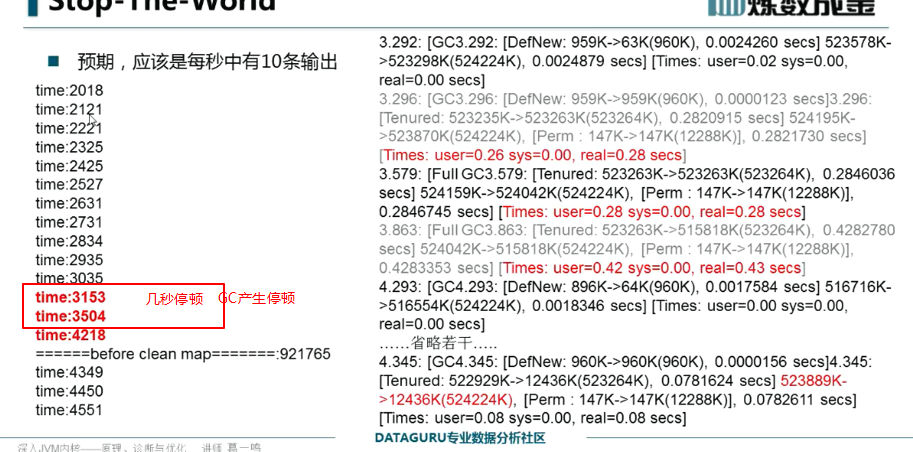 Stop-The-World
炼数成金
■ 预期，应该是每秒中有10条输出
time:2018
time:2121
time:2221
time:2325
time:2425
time:2527
time:2631
time:2731
time:2834
time:2935
time:3035
time:3153 几秒停顿 GC产生停顿
time:3504
time:4218
======before clean map=======:921765
time:4349
time:4450
time:4551
3.292: [GC3.292: [DefNew: 959K->63K(960K), 0.0024260 secs] 523578K-
>523298K(524224K), 0.0024879 secs] [Times: user=0.02 sys=0.00,
real=0.00 secs]
3.296: [GC3.296: [DefNew: 959K->959K(960K), 0.0000123 secs]3.296:
[Tenured: 523235K->523263K(523264K), 0.2820915 secs] 524195K-
>523870K(524224K), [Perm : 147K->147K(12288K)], 0.2821730 secs]
[Times: user=0.26 sys=0.00, real=0.28 secs]
3.579: [Full GC3.579: [Tenured: 523263K->523263K(523264K), 0.2846036
secs] 524159K->524042K(524224K), [Perm : 147K->147K(12288K)],
0.2846745 secs] [Times: user=0.28 sys=0.00, real=0.28 secs]
3.863: [Full GC3.863: [Tenured: 523263K->515818K(523264K), 0.4282780
secs] 524042K->515818K(524224K), [Perm : 147K->147K(12288K)],
0.4283353 secs] [Times: user=0.42 sys=0.00, real=0.43 secs]
4.293: [GC4.293: [DefNew: 896K->64K(960K), 0.0017584 secs] 516716K-
>516554K(524224K), 0.0018346 secs] [Times: user=0.00 sys=0.00,
real=0.00 secs]
……省略若干…..
4.345: [GC4.345: [DefNew: 960K->960K(960K), 0.0000156 secs]4.345:
[Tenured: 522929K->12436K(523264K), 0.0781624 secs] 523889K-
>12436K(524224K), [Perm : 147K->147K(12288K)], 0.0782611 secs]
[Times: user=0.08 sys=0.00, real=0.08 secs]
DATAGURU专业数据分析社区
深入JVM内核——原理、诊断与优化 讲师 葛一鸣